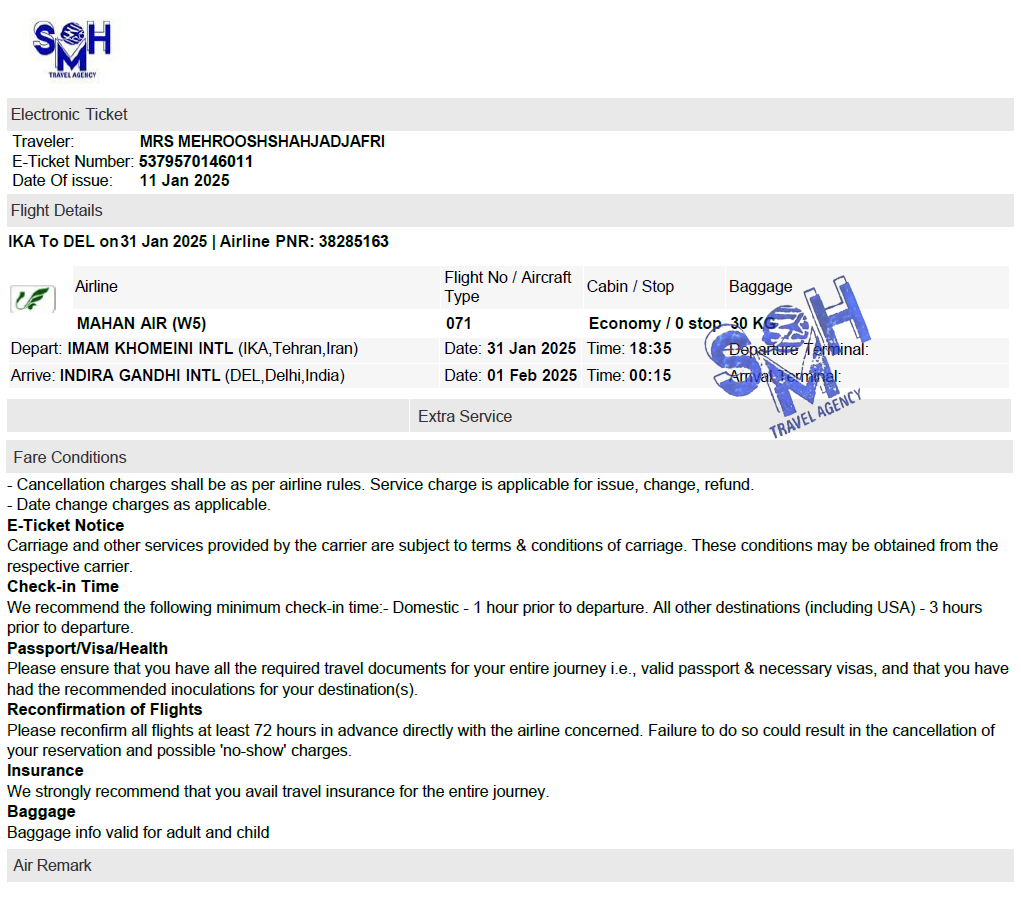 SMH
TRAVEL AGENCY
Electronic Ticket
Traveler: MRS MEHROOSHSHAHJADJAFRI
E-Ticket Number: 5379570146011
Date Of issue: 11 Jan 2025
Flight Details
IKA To DEL on31 Jan 2025 | Airline PNR: 38285163
Airline Flight No / Aircraft Type Cabin / Stop Baggage
MAHAN AIR (W5) 071 Economy / 0 stop 30 KG
Depart: IMAM KHOMEINI INTL (IKA,Tehran,Iran) Date: 31 Jan 2025 Time: 18:35 Departure Terminal:
Arrive: INDIRA GANDHI INTL (DEL,Delhi,India) Date: 01 Feb 2025 Time: 00:15 Arrival Terminal:
SMH
TRAVEL AGENCY
Extra Service
Fare Conditions
- Cancellation charges shall be as per airline rules. Service charge is applicable for issue, change, refund.
- Date change charges as applicable.
E-Ticket Notice
Carriage and other services provided by the carrier are subject to terms & conditions of carriage. These conditions may be obtained from the
respective carrier.
Check-in Time
We recommend the following minimum check-in time:- Domestic - 1 hour prior to departure. All other destinations (including USA) - 3 hours
prior to departure.
Passport/Visa/Health
Please ensure that you have all the required travel documents for your entire journey i.e., valid passport & necessary visas, and that you have
had the recommended inoculations for your destination(s).
Reconfirmation of Flights
Please reconfirm all flights at least 72 hours in advance directly with the airline concerned. Failure to do so could result in the cancellation of
your reservation and possible 'no-show' charges.
Insurance
We strongly recommend that you avail travel insurance for the entire journey.
Baggage
Baggage info valid for adult and child
Air Remark